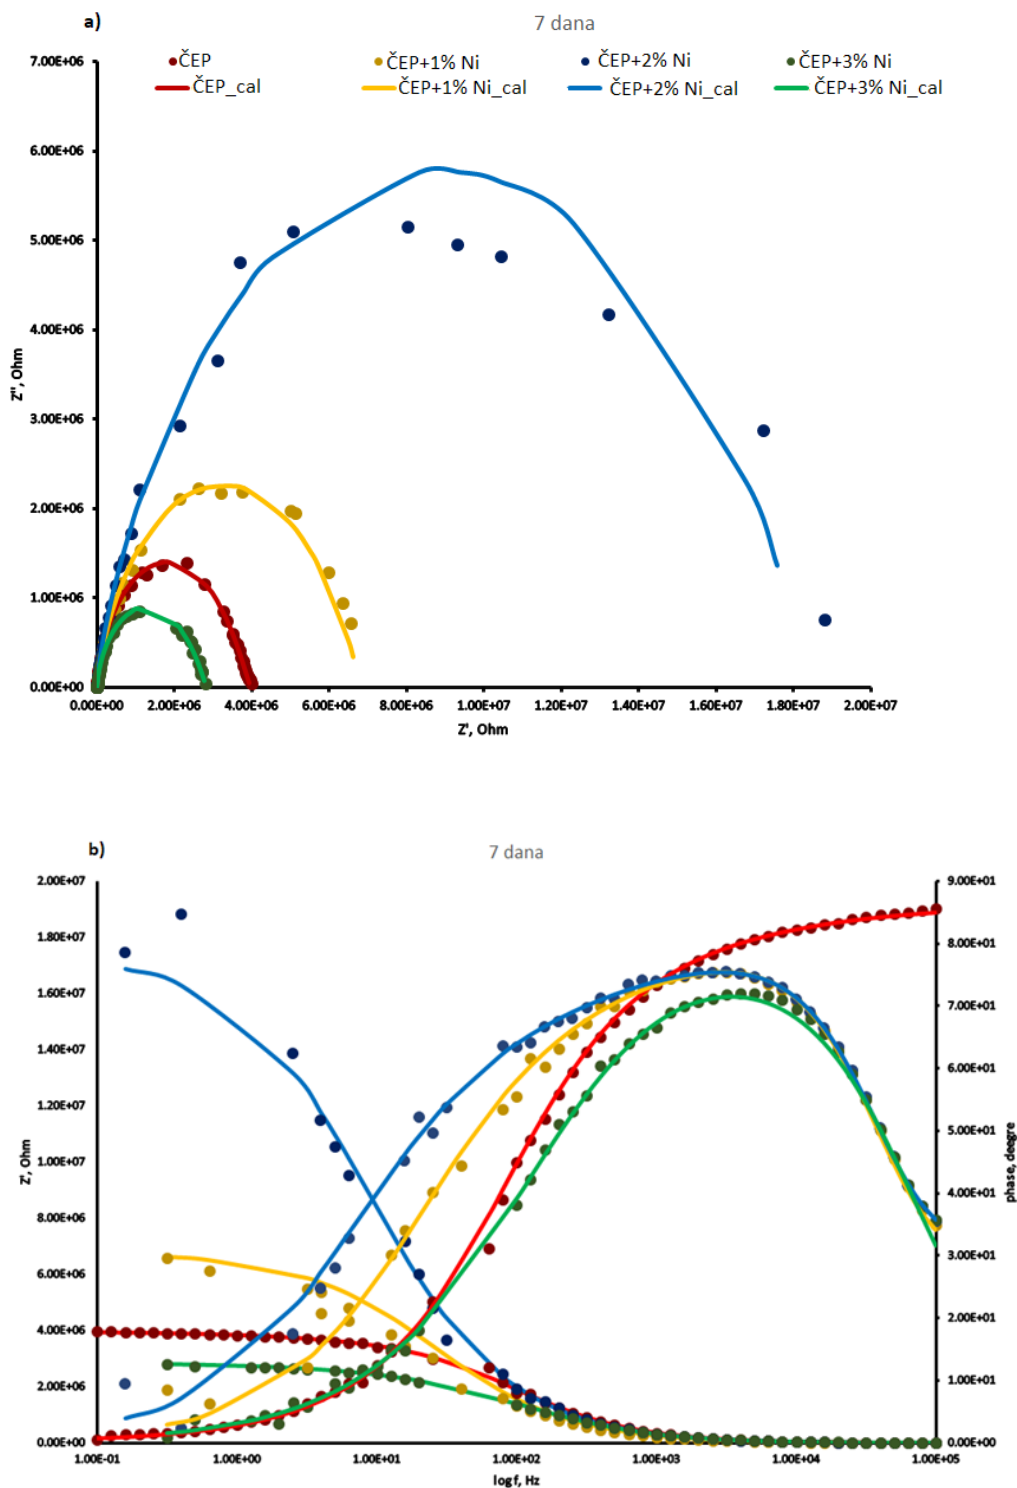 a)
7 dana
7.00E+06
ČEP ČEP+1% Ni ČEP+2% Ni ČEP+3% Ni
ČEP_cal ČEP+1% Ni_cal ČEP+2% Ni_cal ČEP+3% Ni_cal
6.00E+06
5.00E+06
4.00E+06
3.00E+06
2.00E+06
1.00E+06
0.00E+00
Z'', Ohm
0.00E+00 2.00E+06 4.00E+06 6.00E+06 8.00E+06 1.00E+07 1.20E+07 1.40E+07 1.60E+07 1.80E+07 2.00E+07
Z', Ohm
b)
7 dana
2.00E+07
1.80E+07
1.60E+07
1.40E+07
1.20E+07
1.00E+07
8.00E+06
6.00E+06
4.00E+06
2.00E+06
0.00E+00
Z', Ohm
9.00E+01
8.00E+01
7.00E+01
6.00E+01
5.00E+01
4.00E+01
3.00E+01
2.00E+01
1.00E+01
0.00E+00
phase, deegre
1.00E-01 1.00E+00 1.00E+01 1.00E+02 1.00E+03 1.00E+04 1.00E+05
log f, Hz